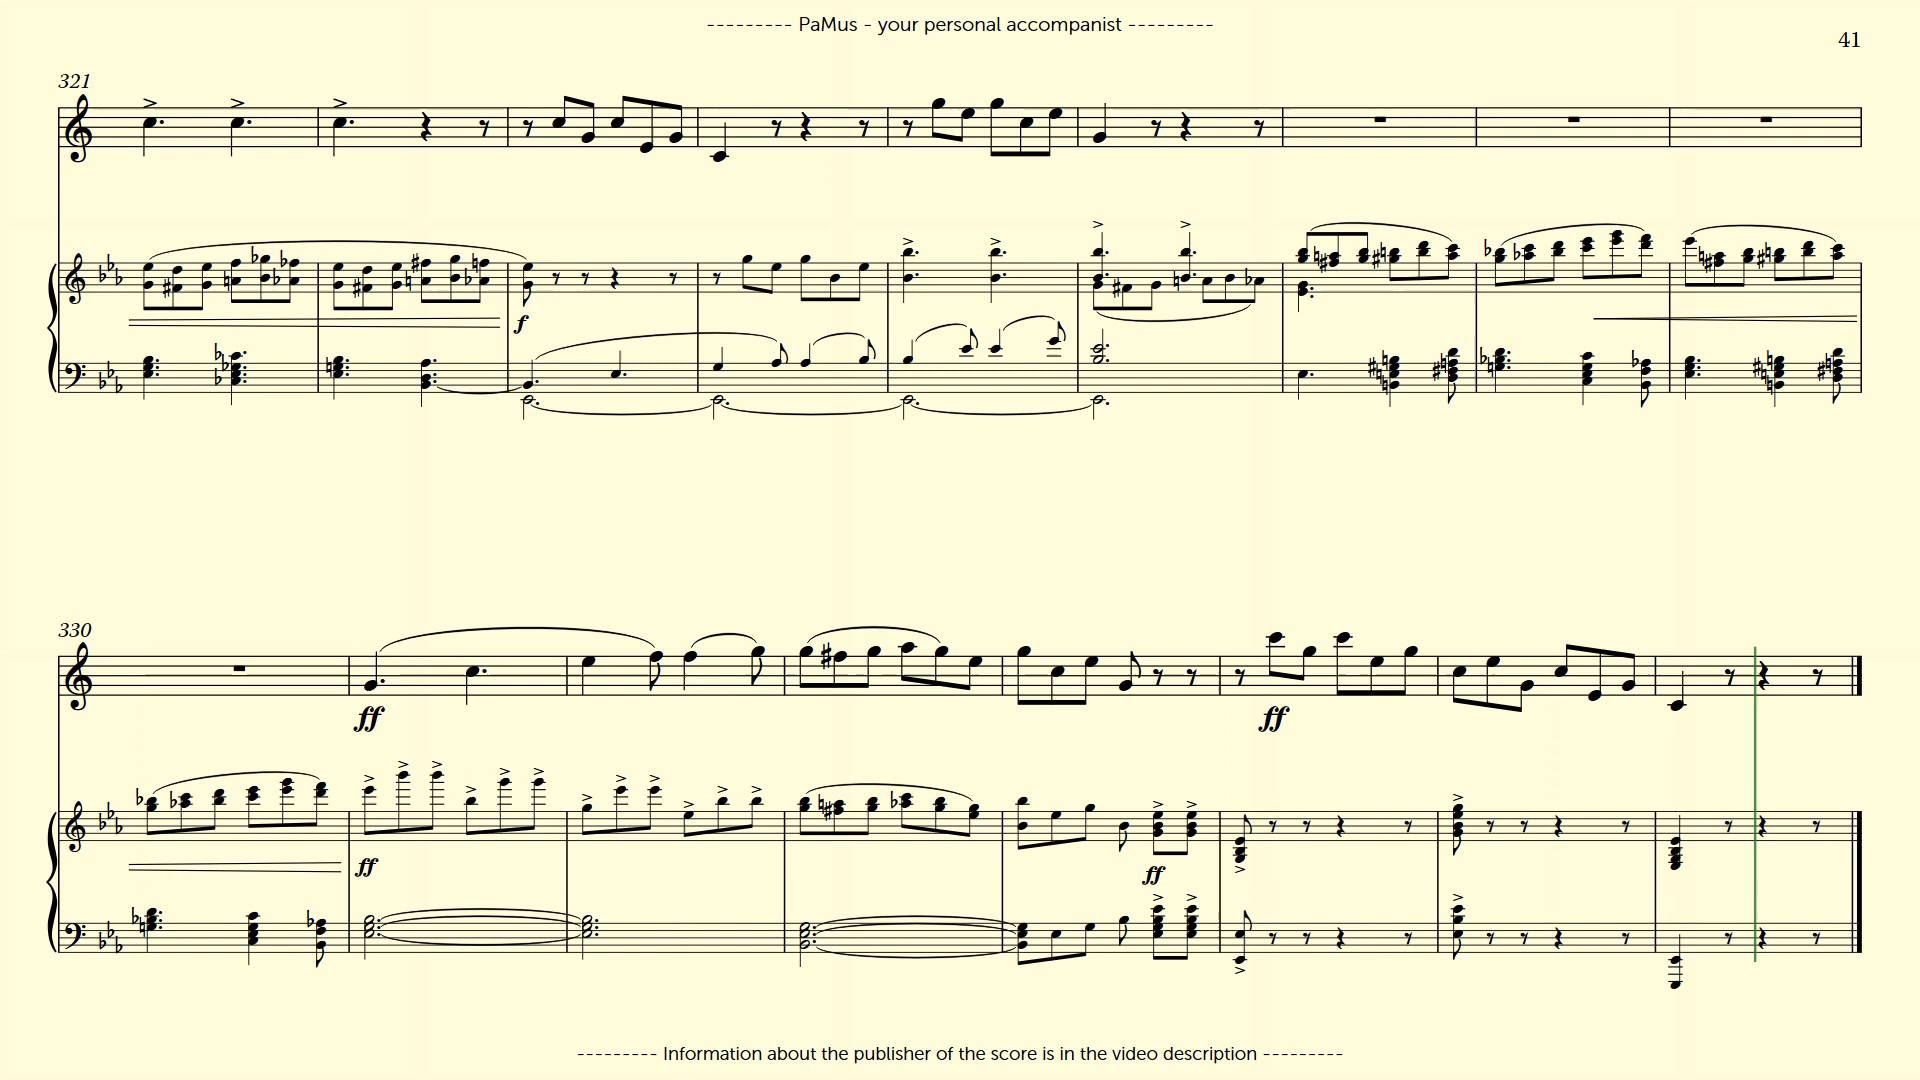 --------- PaMus - your personal accompanist ---------
41
321
f
330
ff
ff
ff
ff
--------- Information about the publisher of the score is in the video description ---------